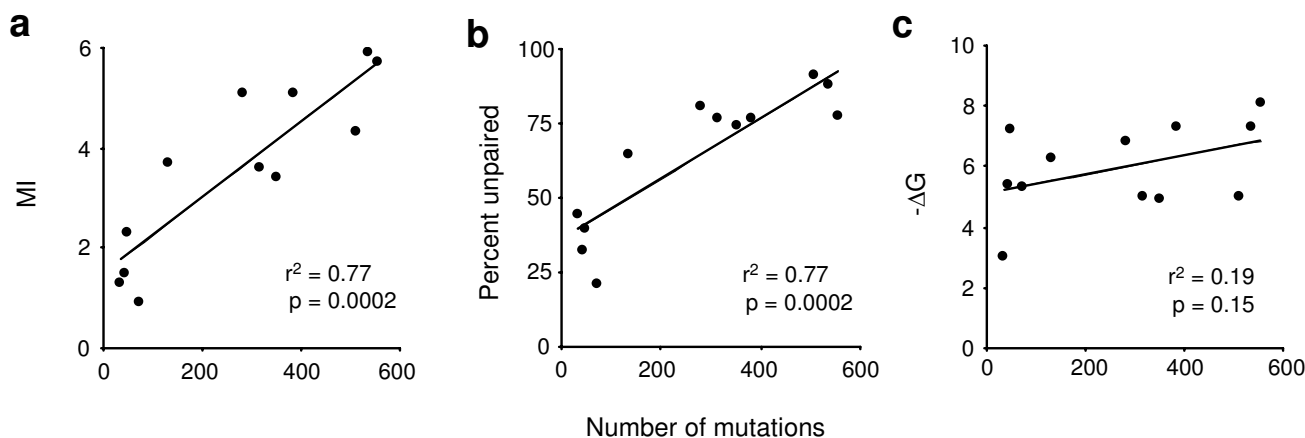 a
MI
6
4
2
0
0 200 400 600
r² = 0.77
p = 0.0002
b
Percent unpaired
100
75
50
25
0
0 200 400 600
r² = 0.77
p = 0.0002
c
-ΔG
10
8
6
4
2
0
0 200 400 600
r² = 0.19
p = 0.15
Number of mutations